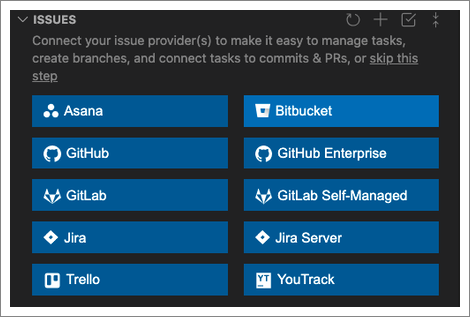 ISSUES
Connect your issue provider(s) to make it easy to manage tasks,
create branches, and connect tasks to commits & PRs, or skip this
step
Asana Bitbucket
GitHub GitHub Enterprise
GitLab GitLab Self-Managed
Jira Jira Server
Trello YT YouTrack